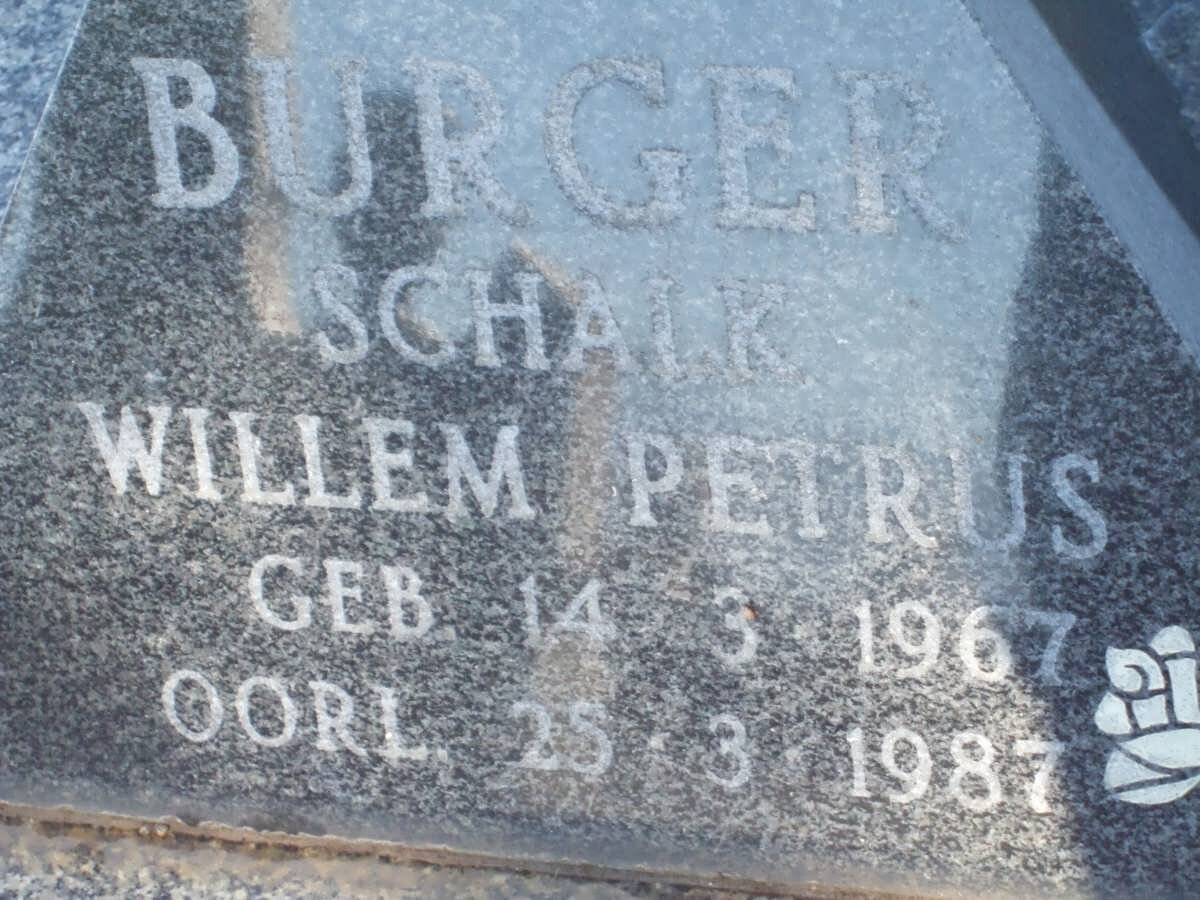 BURGER
SCHALK
WILLEM PETRUS
GEB. 14 · 3 · 1967
OORL. 25 · 3 · 1987